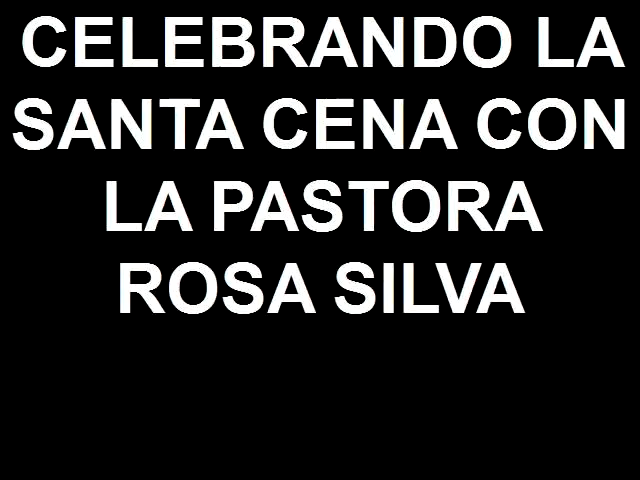 CELEBRANDO LA
SANTA CENA CON
LA PASTORA
ROSA SILVA